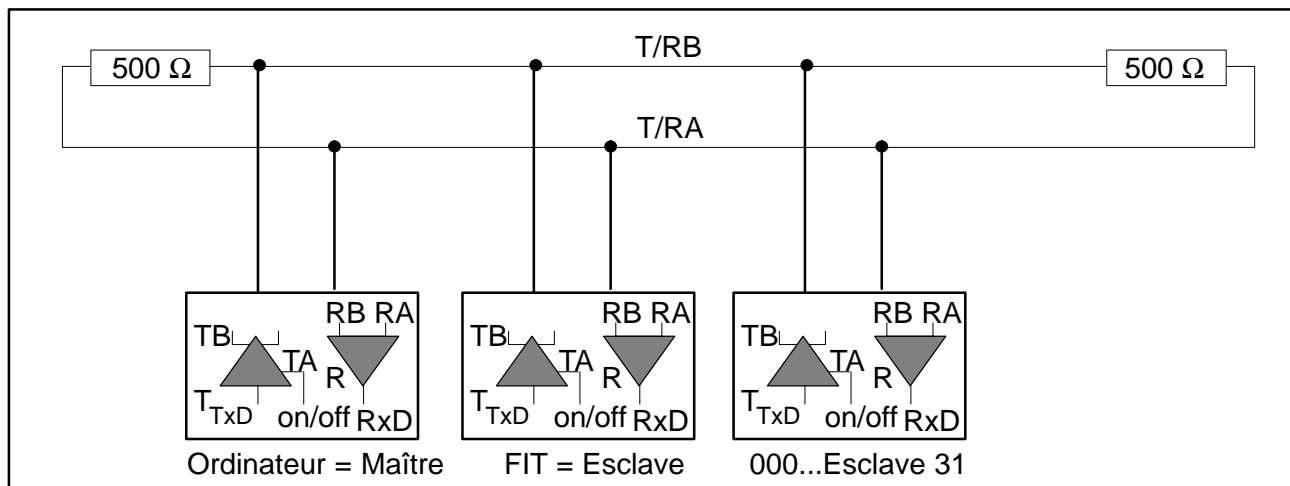 T/RB
500 Ω 500 Ω
T/RA
RB RA RB RA RB RA
TB TB TB
TA TA TA
R R R
T TxD on/off RxD T TxD on/off RxD T TxD on/off RxD
Ordinateur = Maître FIT = Esclave 000...Esclave 31